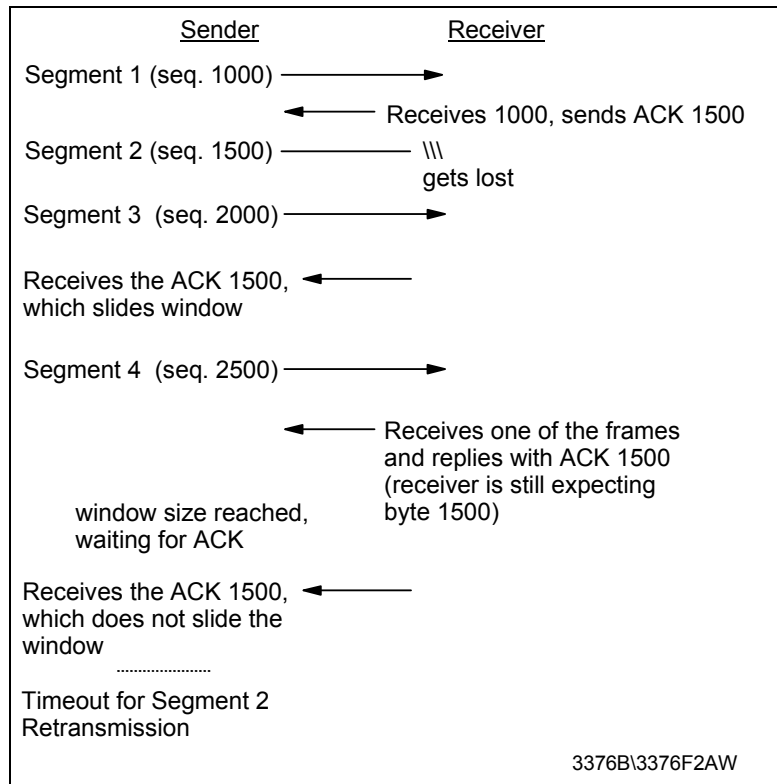 Sender Receiver
Segment 1 (seq. 1000)
Receives 1000, sends ACK 1500
Segment 2 (seq. 1500) \\\
gets lost
Segment 3 (seq. 2000)
Receives the ACK 1500,
which slides window
Segment 4 (seq. 2500)
Receives one of the frames
and replies with ACK 1500
(receiver is still expecting
byte 1500)
window size reached,
waiting for ACK
Receives the ACK 1500,
which does not slide the
window
Timeout for Segment 2
Retransmission
3376B\3376F2AW